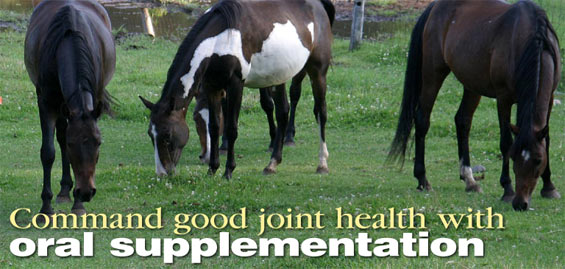 Command good joint health with
oral supplementation